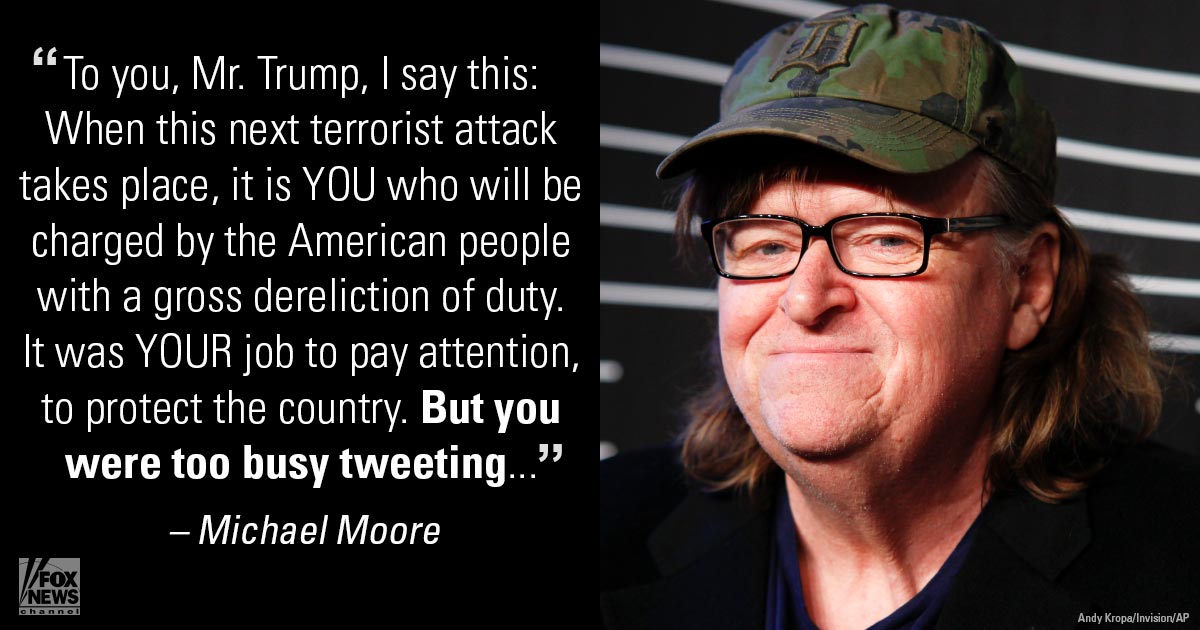 “To you, Mr. Trump, I say this:
When this next terrorist attack
takes place, it is YOU who will be
charged by the American people
with a gross dereliction of duty.
It was YOUR job to pay attention,
to protect the country. But you
were too busy tweeting...”
– Michael Moore
FOX
NEWS
channel
D
Andy Kropa/Invision/AP